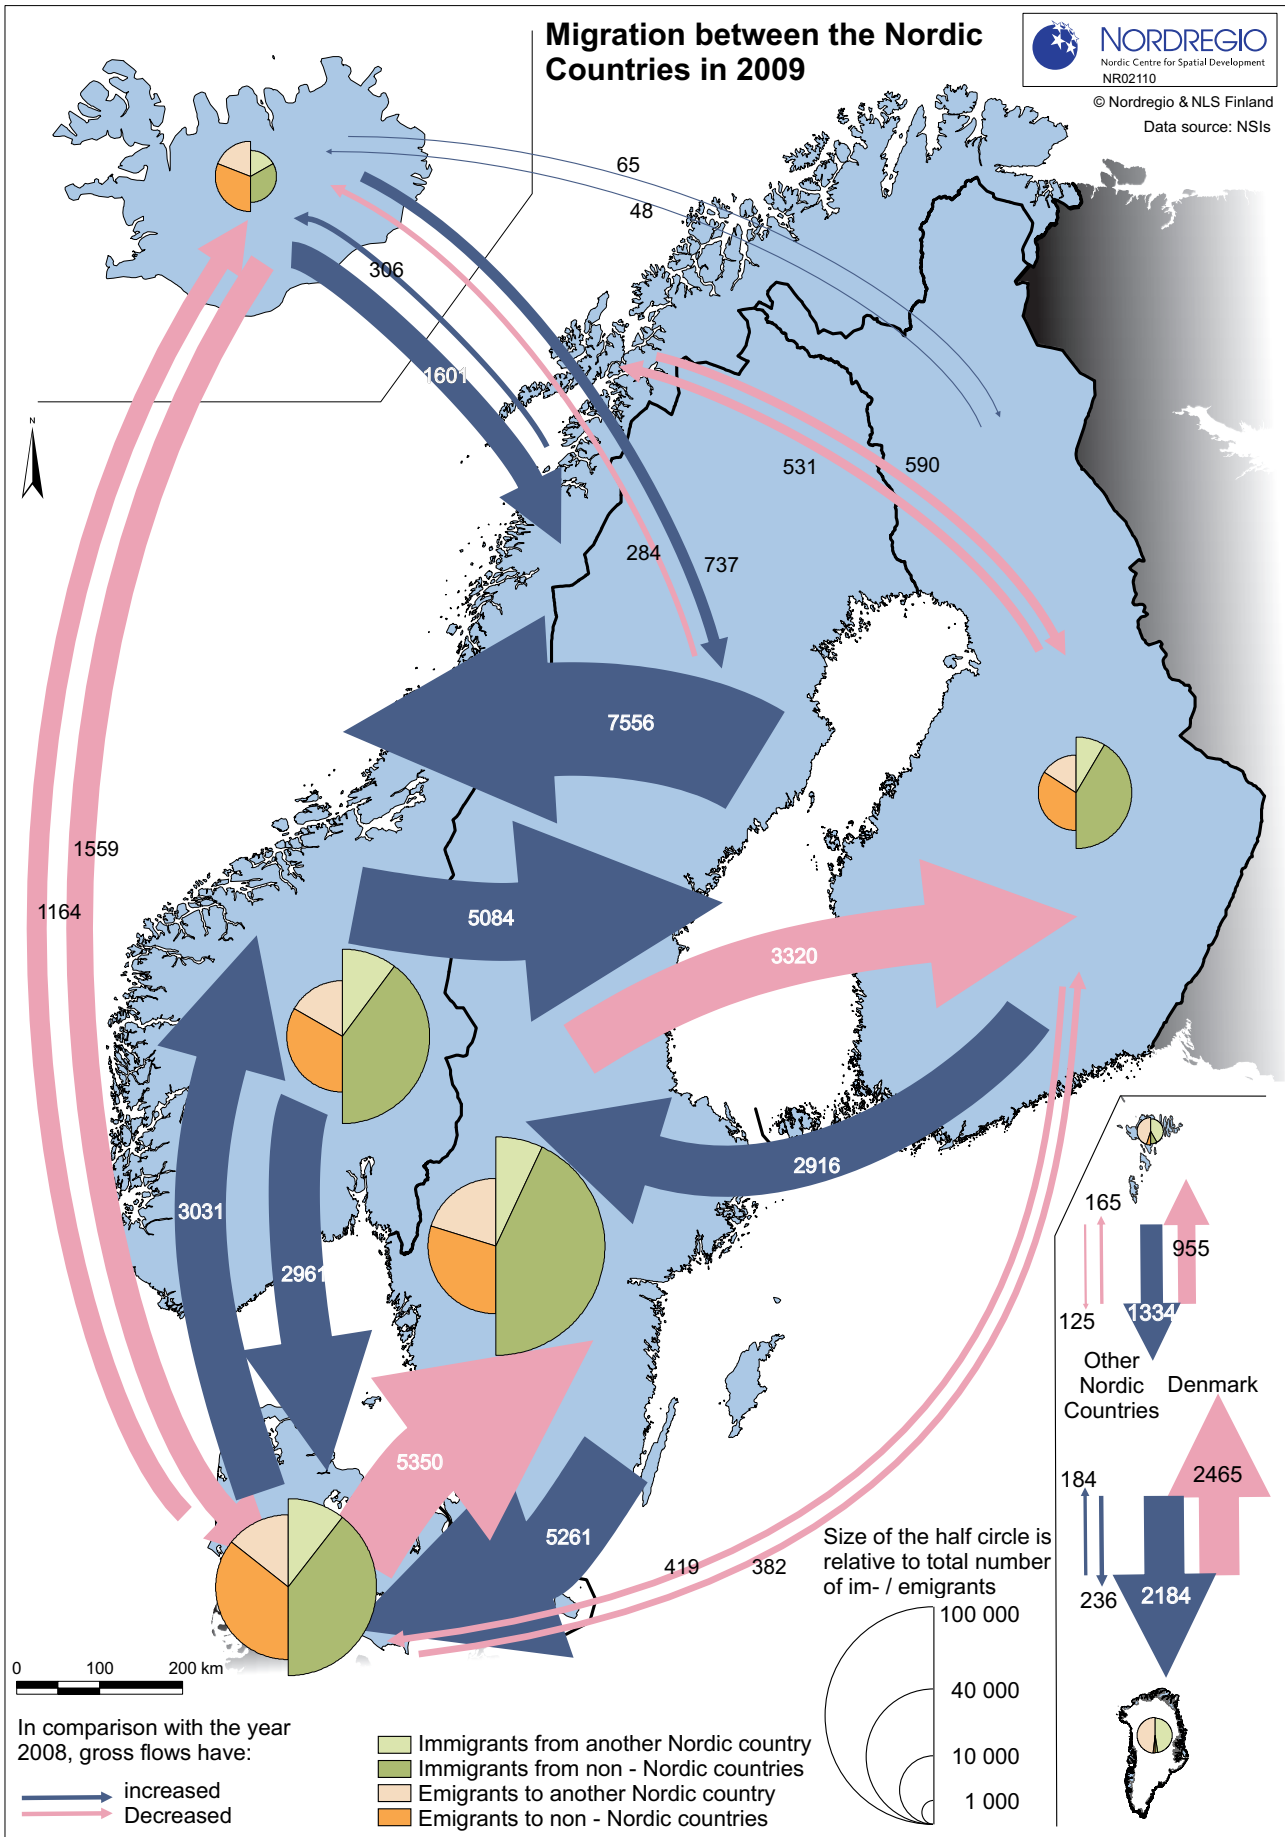 Migration between the Nordic
Countries in 2009
NORDREGIO
Nordic Centre for Spatial Development
NR02110
© Nordregio & NLS Finland
Data source: NSIs
65
48
306
1601
N
531
590
284
737
7556
1559
1164
5084
3320
2916
3031
2961
165
955
125
1334
Other
Nordic
Countries
Denmark
5350
5261
419
382
184
2465
236
2184
Size of the half circle is
relative to total number
of im- / emigrants
100 000
40 000
10 000
1 000
0 100 200 km
In comparison with the year
2008, gross flows have:
increased
Decreased
Immigrants from another Nordic country
Immigrants from non - Nordic countries
Emigrants to another Nordic country
Emigrants to non - Nordic countries